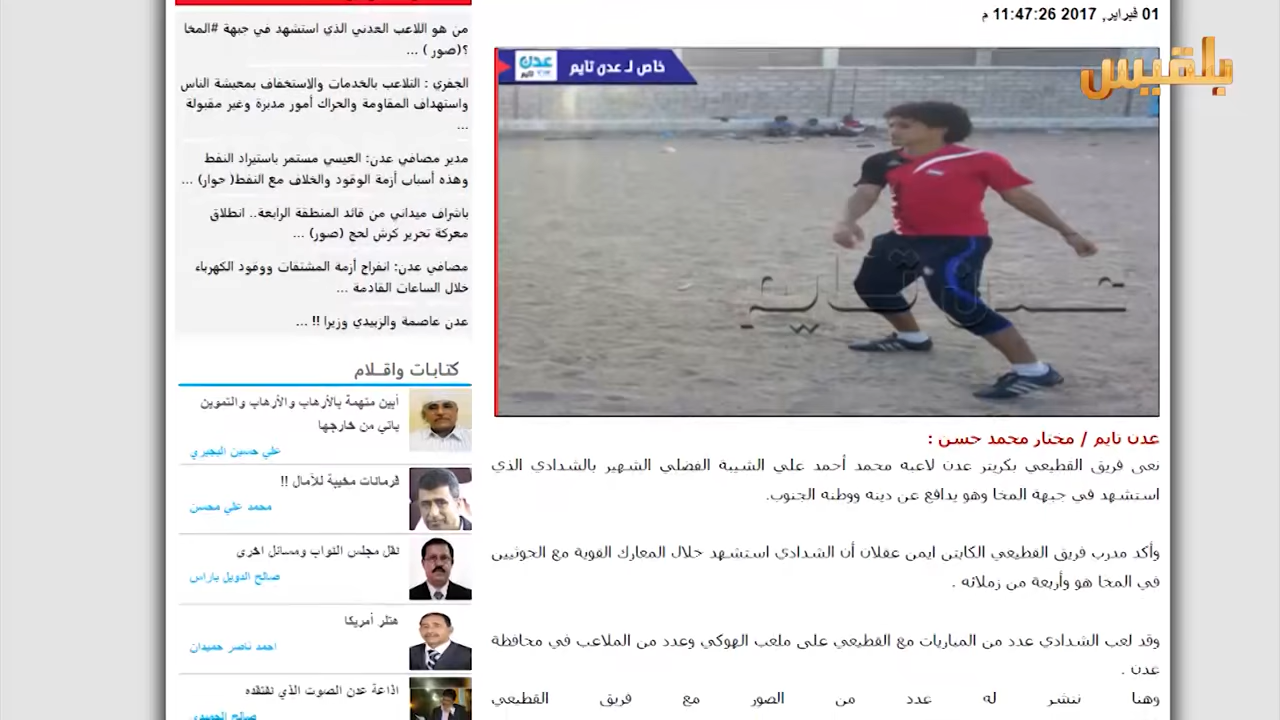 01 فبراير, 2017 11:47:26 م
خاص لـ عدن تايم
عدن تايم
بلقيس
عدن تايم
عدن تايم / مختار محمد حسن :
نعى فريق القطيعي بكريتر عدن لاعبه محمد أحمد علي الشيبة الفضلي الشهير بالشدادي الذي
استشهد في جبهة المخا وهو يدافع عن دينه ووطنه الجنوب.
وأكد مدرب فريق القطيعي الكابتن ايمن عقلان أن الشدادي استشهد خلال المعارك القوية مع الحوثيين
في المخا هو وأربعة من زملائه .
وقد لعب الشدادي عدد من المباريات مع القطيعي على ملعب الهوكي وعدد من الملاعب في محافظة
عدن .
وهنا ننشر له عدد من الصور مع فريق القطيعي
من هو اللاعب العدني الذي استشهد في جبهة #المخا
؟(صور ) ...
الجفري : التلاعب بالخدمات والاستخفاف بمعيشة الناس
واستهداف المقاومة والحراك أمور مدبرة وغير مقبولة
...
مدير مصافي عدن: العيسي مستمر باستيراد النفط
وهذه أسباب أزمة الوقود والخلاف مع النفط( حوار) ...
باشراف ميداني من قائد المنطقة الرابعة.. انطلاق
معركة تحرير كرش لحج (صور) ...
مصافي عدن: انفراج أزمة المشتقات ووقود الكهرباء
خلال الساعات القادمة ...
عدن عاصمة والزبيدي وزيرا !! ...
كتابات واقـلام
أبين متهمة بالأرهاب والأرهاب والتموين
ياتي من خارجها
علي حسين البجيري
فرمانات مخيبة للآمال !!
محمد علي محسن
نقل مجلس النواب ومسائل اخرى
صالح الدويل باراس
هتلر أمريكا
احمد ناصر حميدان
اذاعة عدن الصوت الذي نفتقده